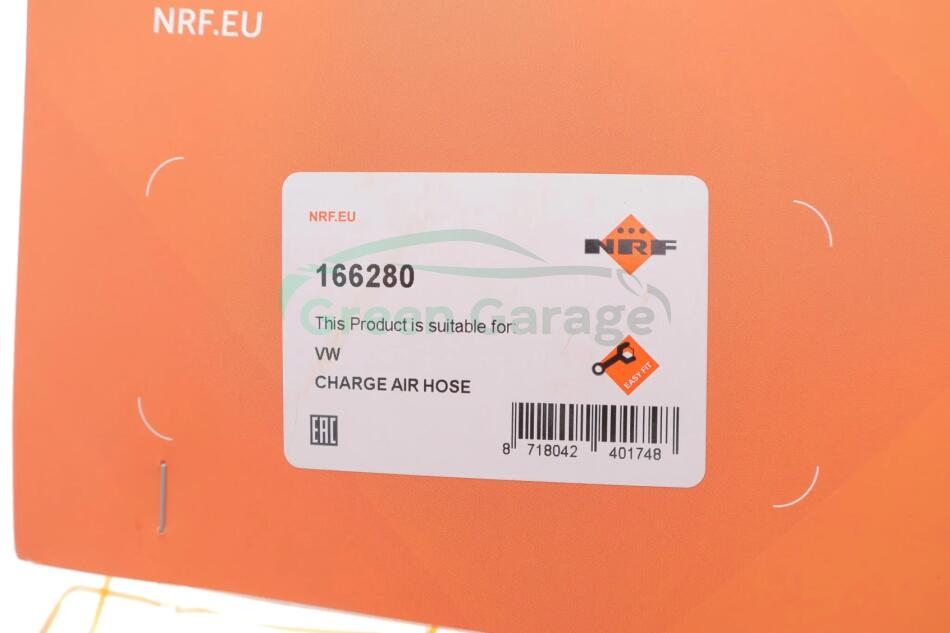 NRF.EU
NRF.EU
NRF
166280
Green Garage
This Product is suitable for:
VW
CHARGE AIR HOSE
EASY FIT
EAC
8 718042 401748